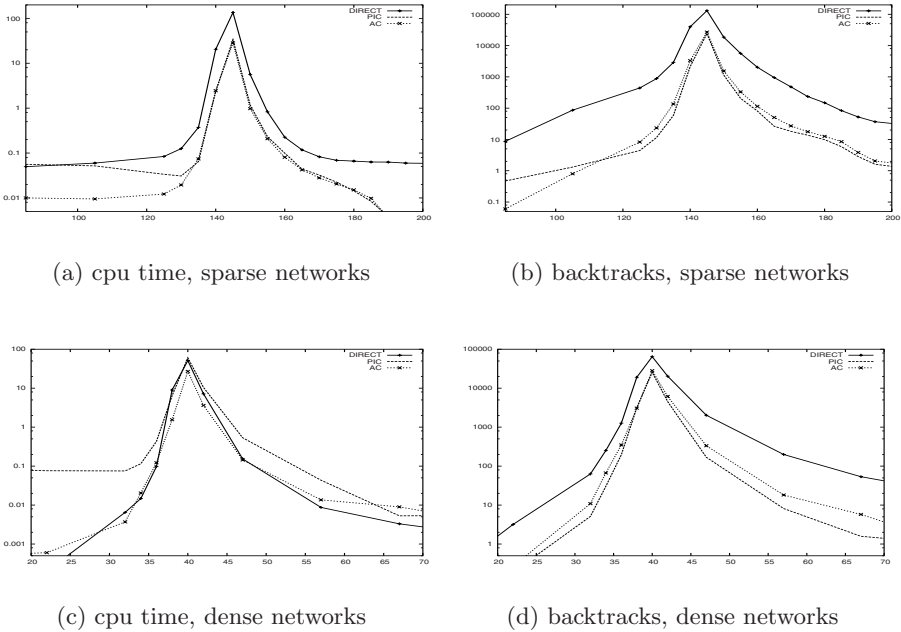 DIRECT
PIC
AC
100
10
1
0.1
0.01
100 120 140 160 180 200
(a) cpu time, sparse networks
DIRECT
PIC
AC
100000
10000
1000
100
10
1
0.1
100 120 140 160 180 200
(b) backtracks, sparse networks
DIRECT
PIC
AC
100
10
1
0.1
0.01
0.001
20 25 30 35 40 45 50 55 60 65 70
(c) cpu time, dense networks
DIRECT
PIC
AC
100000
10000
1000
100
10
1
20 25 30 35 40 45 50 55 60 65 70
(d) backtracks, dense networks